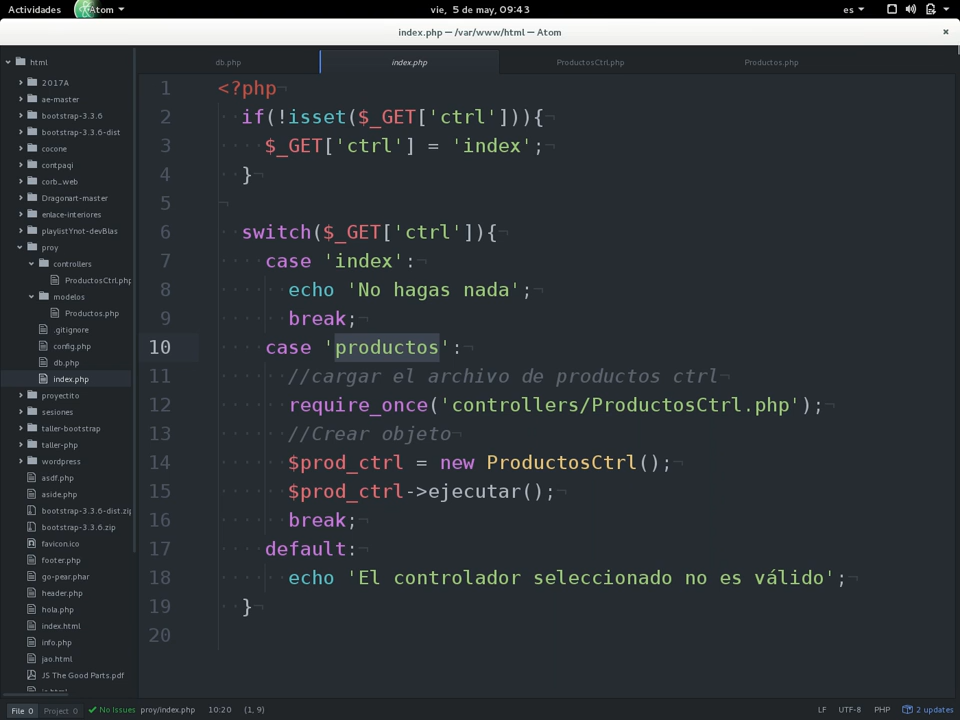 Actividades
Atom
vie, 5 de may, 09:43
es
index.php — /var/www/html — Atom
html
2017A
ae-master
bootstrap-3.3.6
bootstrap-3.3.6-dist
cocone
contpaqi
corb_web
Dragonart-master
enlace-interiores
playlistYnot-devBlas
proy
controllers
ProductosCtrl.php
modelos
Productos.php
.gitignore
config.php
db.php
index.php
proyectito
sesiones
taller-bootstrap
taller-php
wordpress
asdf.php
aside.php
bootstrap-3.3.6-dist.zip
bootstrap-3.3.6.zip
favicon.ico
footer.php
go-pear.phar
header.php
hola.php
index.html
info.php
jao.html
JS The Good Parts.pdf
db.php
index.php
ProductosCtrl.php
Productos.php
1 <?php
2 if(!isset($_GET['ctrl'])){
3 $_GET['ctrl'] = 'index';
4 }
5
6 switch($_GET['ctrl']){
7 case 'index':
8 echo 'No hagas nada';
9 break;
10 case 'productos':
11 //cargar el archivo de productos ctrl
12 require_once('controllers/ProductosCtrl.php');
13 //Crear objeto
14 $prod_ctrl = new ProductosCtrl();
15 $prod_ctrl->ejecutar();
16 break;
17 default:
18 echo 'El controlador seleccionado no es válido';
19 }
20
File 0
Project 0
No Issues
proy/index.php
10:20
(1, 9)
LF
UTF-8
PHP
2 updates